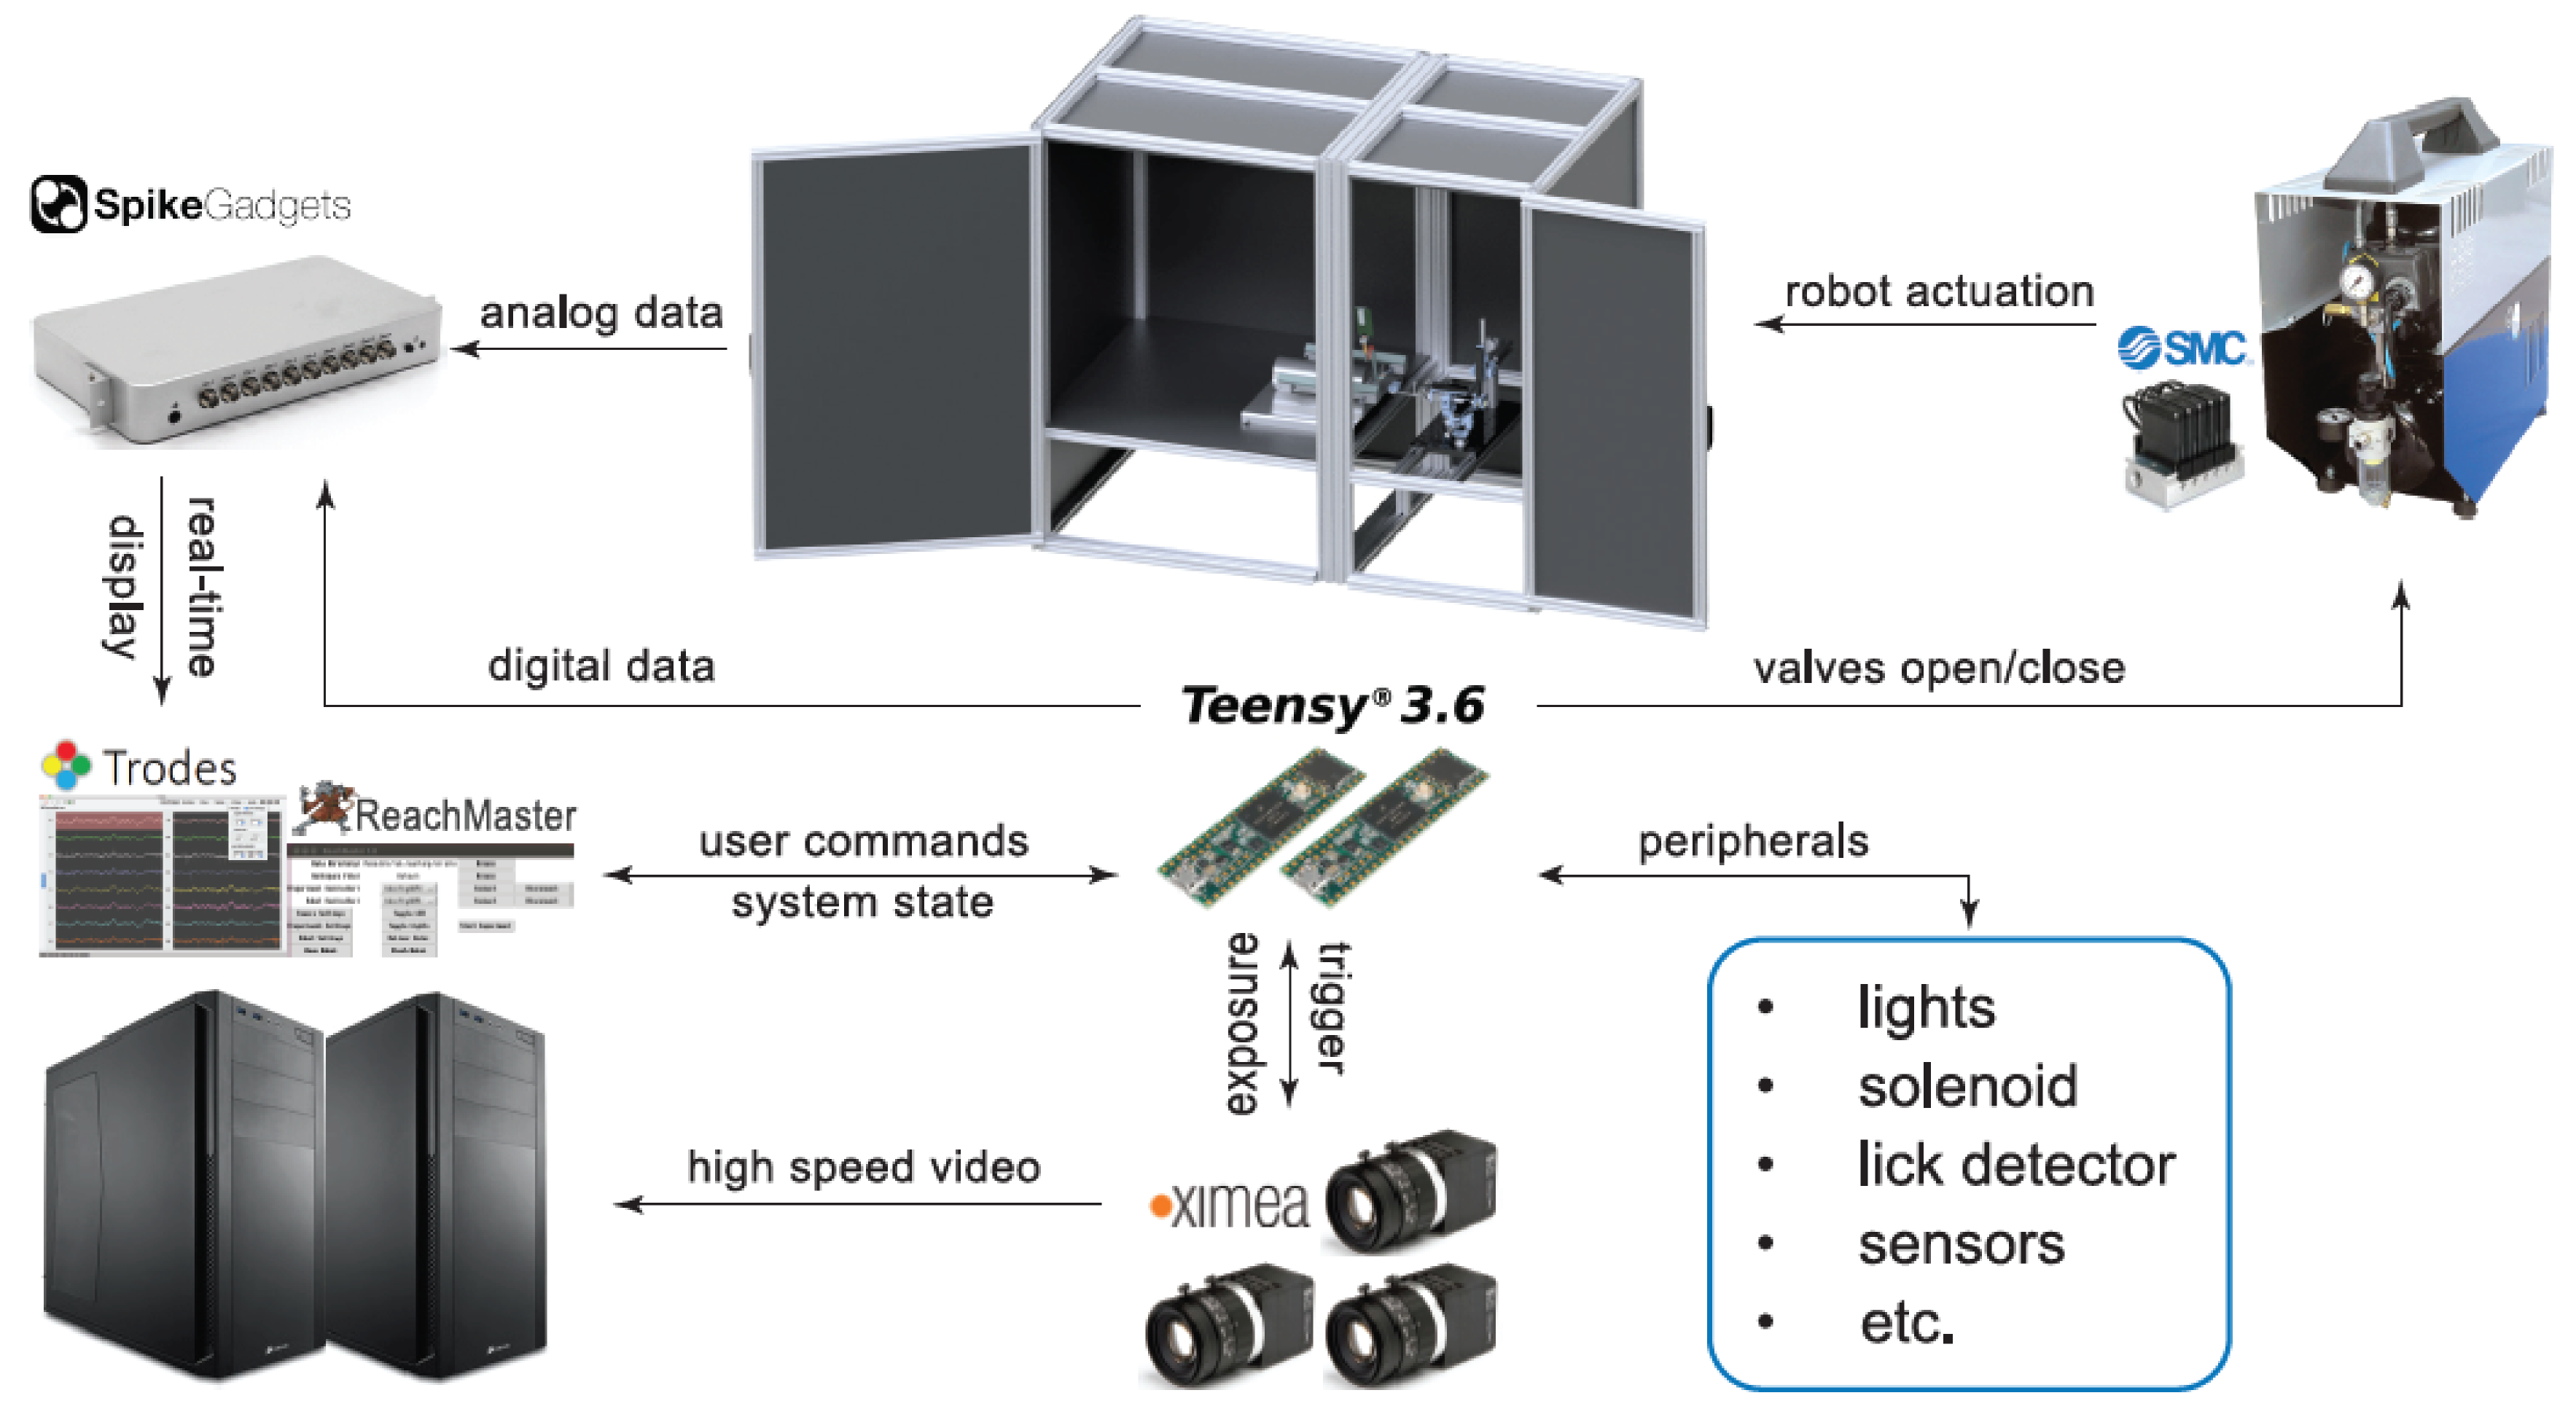 SpikeGadgets
analog data
robot actuation
SMC
real-time
display
digital data
valves open/close
Teensy® 3.6
Trodes
ReachMaster
user commands
system state
peripherals
exposure
trigger
high speed video
ximea
• lights
• solenoid
• lick detector
• sensors
• etc.